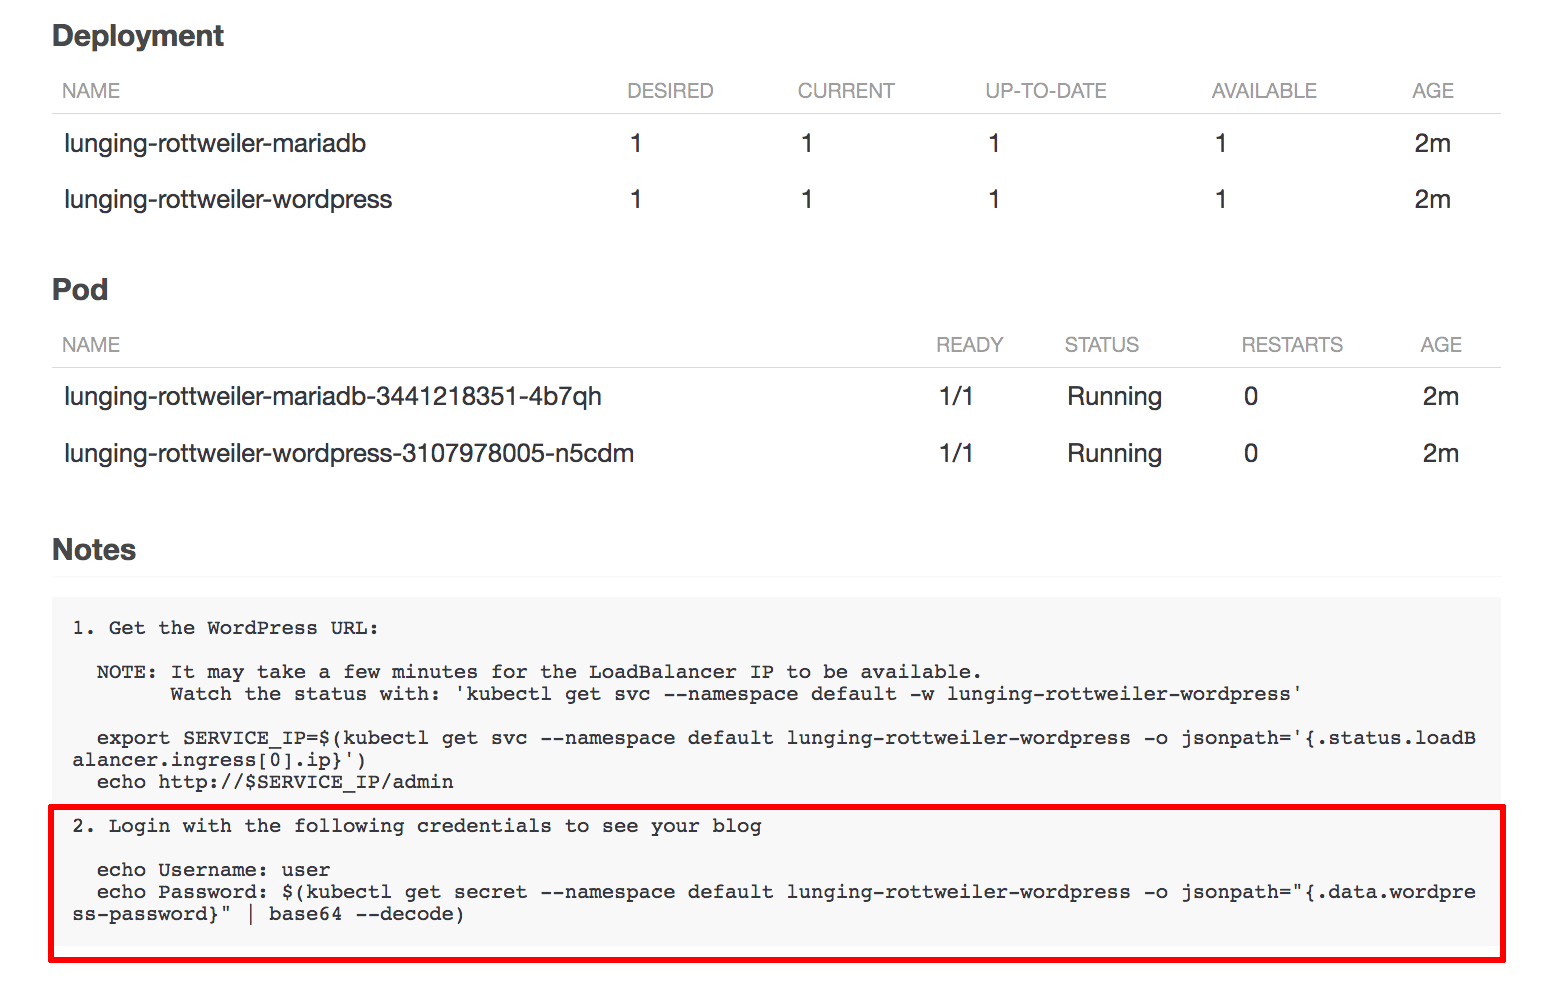 Deployment
NAME DESIRED CURRENT UP-TO-DATE AVAILABLE AGE
lunging-rottweiler-mariadb 1 1 1 1 2m
lunging-rottweiler-wordpress 1 1 1 1 2m
Pod
NAME READY STATUS RESTARTS AGE
lunging-rottweiler-mariadb-3441218351-4b7qh 1/1 Running 0 2m
lunging-rottweiler-wordpress-3107978005-n5cdm 1/1 Running 0 2m
Notes
1. Get the WordPress URL:
NOTE: It may take a few minutes for the LoadBalancer IP to be available.
Watch the status with: 'kubectl get svc --namespace default -w lunging-rottweiler-wordpress'
export SERVICE_IP=$(kubectl get svc --namespace default lunging-rottweiler-wordpress -o jsonpath='{.status.loadB
alancer.ingress[0].ip}')
echo http://$SERVICE_IP/admin
2. Login with the following credentials to see your blog
echo Username: user
echo Password: $(kubectl get secret --namespace default lunging-rottweiler-wordpress -o jsonpath="{.data.wordpre
ss-password}" | base64 --decode)